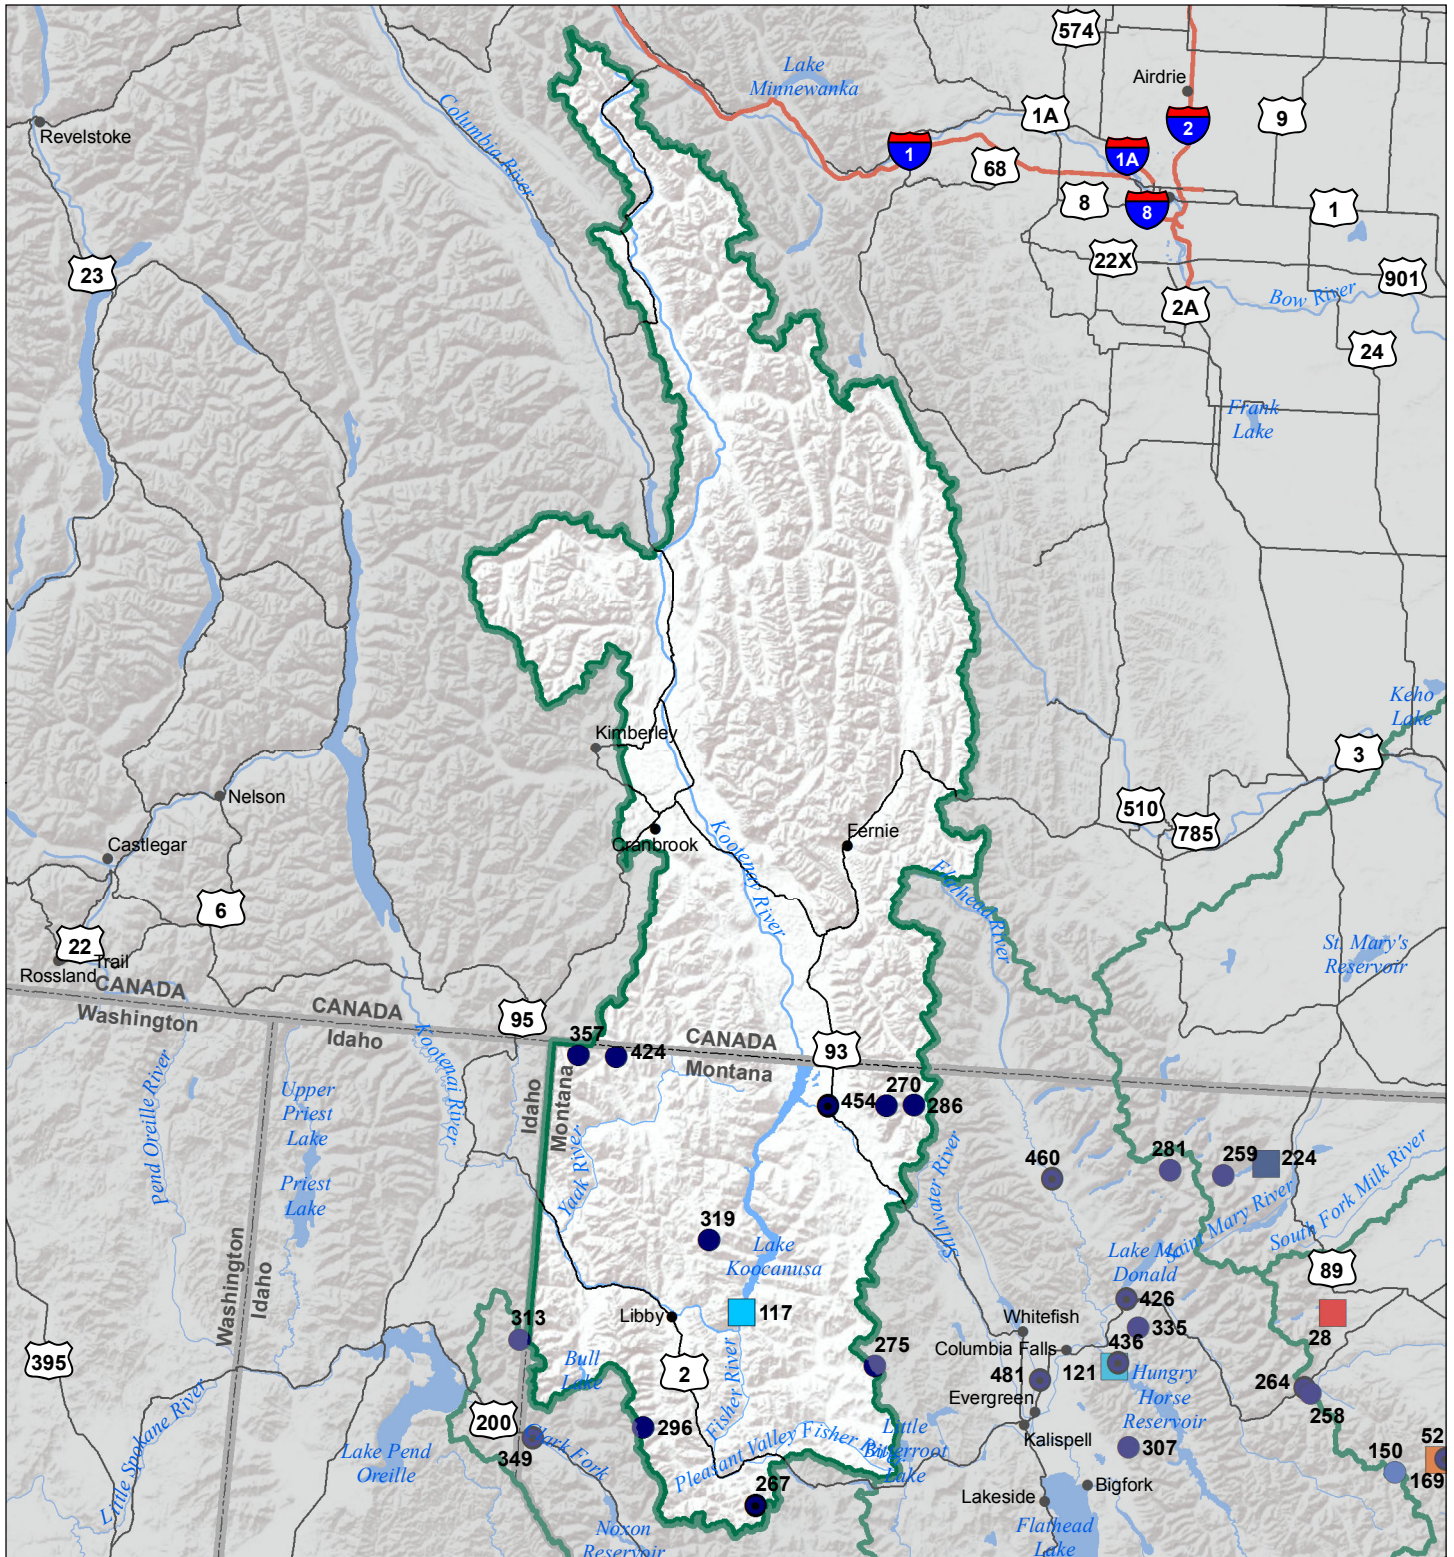 574
Lake
Minnewanka
Airdrie
Columbia River
1A
9
2
Revelstoke
1
1A
68
8
8
1
22X
23
901
Bow River
2A
24
Frank
Lake
Keho
Lake
Kimberley
3
Nelson
510
785
Kootenay River
Fernie
Cranbrook
Castlegar
Flathead River
6
22
Trail
Rossland
St. Mary's
Reservoir
CANADA
Washington
CANADA
Idaho
95
357
424
CANADA
Montana
93
Kootenai River
Pend Oreille River
Upper
Priest
Lake
Idaho
Montana
454
270
286
Yaak River
Stillwater River
460
281
259
224
Saint Mary River
South Fork Milk River
Priest
Lake
319
Lake
Koocanusa
Lake Mc
Donald
89
Washington
Idaho
426
Libby
117
313
Whitefish
335
28
395
Columbia Falls
436
121
Bull
Lake
2
Fisher River
275
481
Hungry
Horse
Reservoir
Evergreen
264
258
200
Clark Fork
296
Pleasant Valley Fisher River
Little
Bitterroot
Lake
Kalispell
307
Little Spokane River
Lake Pend
Oreille
349
52
150
169
267
Bigfork
Lakeside
Noxon
Reservoir
Flathead
Lake